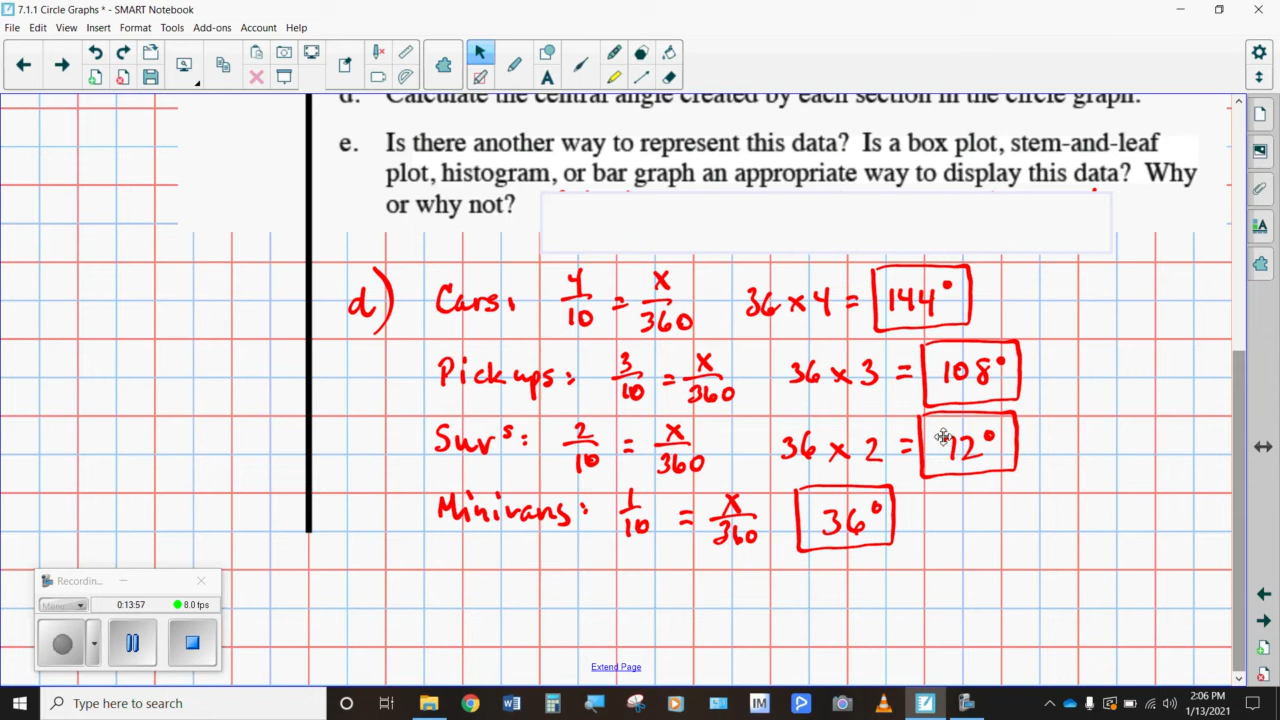 7.1.1 Circle Graphs * - SMART Notebook
File Edit View Insert Format Tools Add-ons Account Help
d. Calculate the central angle created by each section in the circle graph.
e. Is there another way to represent this data? Is a box plot, stem-and-leaf
plot, histogram, or bar graph an appropriate way to display this data? Why
or why not?
d) Cars: 4/10 = x/360 36 x 4 = 144°
Pickups: 3/10 = x/360 36 x 3 = 108°
Suvs: 2/10 = x/360 36 x 2 = 72°
Minivans: 1/10 = x/360 36°
Recordin...
Menu 0:13:57 8.0 fps
Extend Page
Type here to search
2:06 PM
1/13/2021